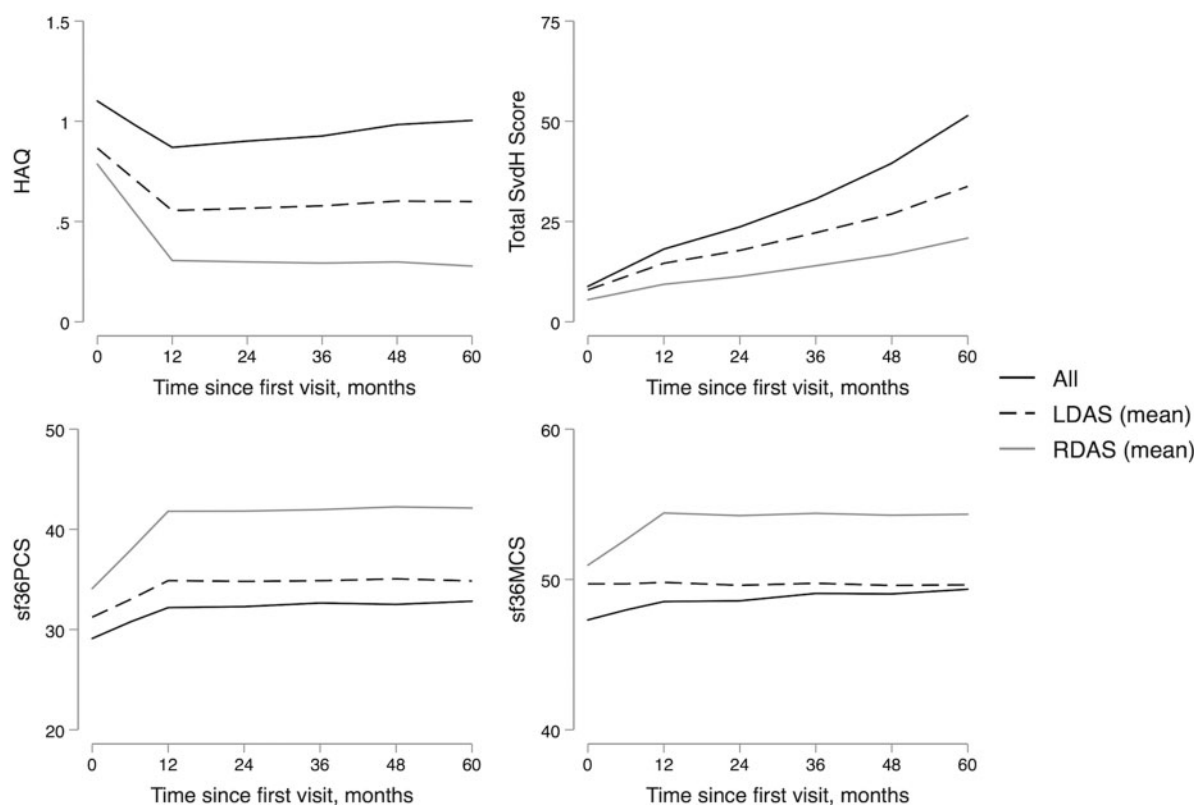 HAQ
1.5
1
.5
0
0 12 24 36 48 60
Time since first visit, months
Total SvdH Score
75
50
25
0
0 12 24 36 48 60
Time since first visit, months
All
LDAS (mean)
RDAS (mean)
sf36PCS
50
40
30
20
0 12 24 36 48 60
Time since first visit, months
sf36MCS
60
50
40
0 12 24 36 48 60
Time since first visit, months